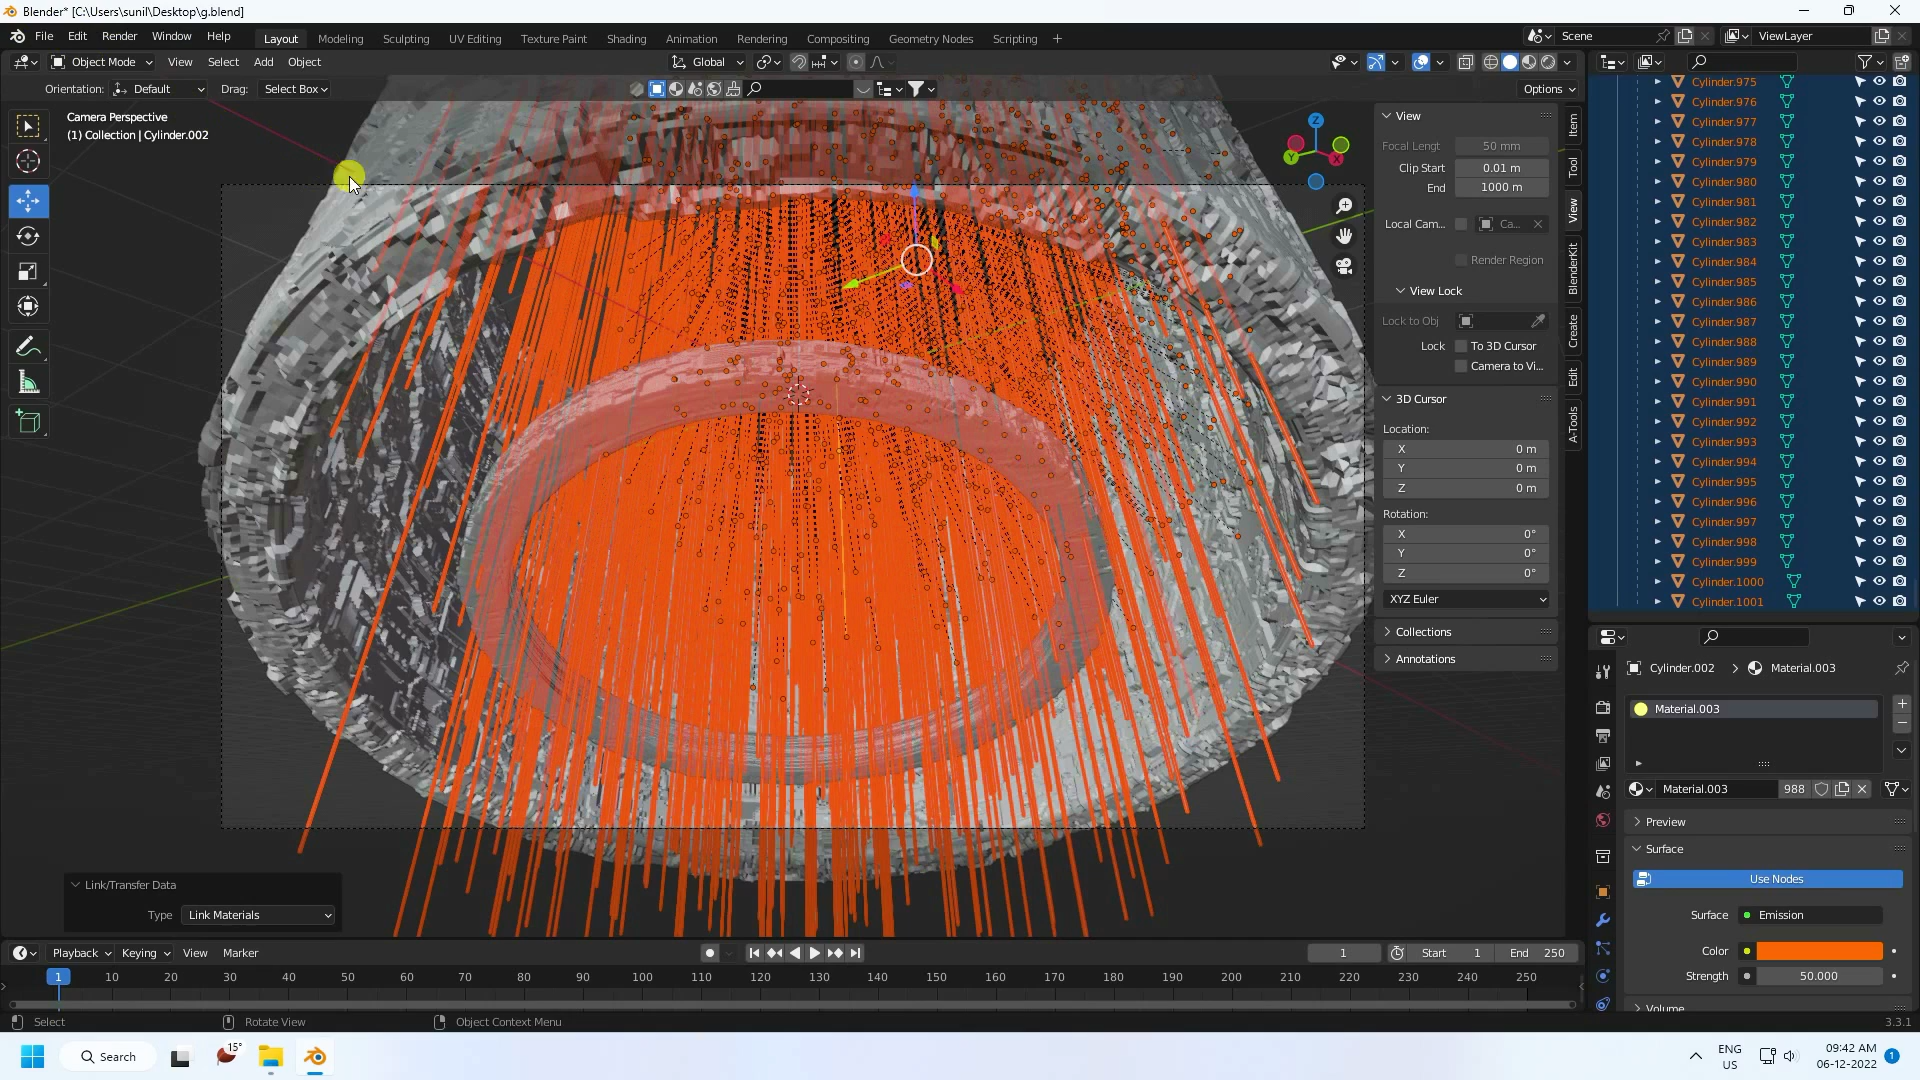 Blender* [C:\Users\sunil\Desktop\g.blend]
File Edit Render Window Help Layout Modeling Sculpting UV Editing Texture Paint Shading Animation Rendering Compositing Geometry Nodes Scripting + Scene ViewLayer
Object Mode View Select Add Object Global
Orientation: Default Drag: Select Box Options
Camera Perspective
(1) Collection | Cylinder.002
View
Focal Lengt 50 mm
Clip Start 0.01 m
End 1000 m
Local Cam... Ca...
Render Region
View Lock
Lock to Obj
Lock To 3D Cursor
Camera to Vi...
3D Cursor
Location:
X 0 m
Y 0 m
Z 0 m
Rotation:
X 0°
Y 0°
Z 0°
XYZ Euler
Collections
Annotations
Item
Tool
View
BlenderKit
Create
Edit
A-Tools
Z
Y
X
Cylinder.975
Cylinder.976
Cylinder.977
Cylinder.978
Cylinder.979
Cylinder.980
Cylinder.981
Cylinder.982
Cylinder.983
Cylinder.984
Cylinder.985
Cylinder.986
Cylinder.987
Cylinder.988
Cylinder.989
Cylinder.990
Cylinder.991
Cylinder.992
Cylinder.993
Cylinder.994
Cylinder.995
Cylinder.996
Cylinder.997
Cylinder.998
Cylinder.999
Cylinder.1000
Cylinder.1001
Cylinder.002 > Material.003
Material.003
Material.003 988
Preview
Surface
Use Nodes
Surface Emission
Color
Strength 50.000
Volume
Link/Transfer Data
Type Link Materials
Playback Keying View Marker 1 Start 1 End 250
1 10 20 30 40 50 60 70 80 90 100 110 120 130 140 150 160 170 180 190 200 210 220 230 240 250
Select Rotate View Object Context Menu 3.3.1
Search 15° ENG US 09:42 AM 06-12-2022 1